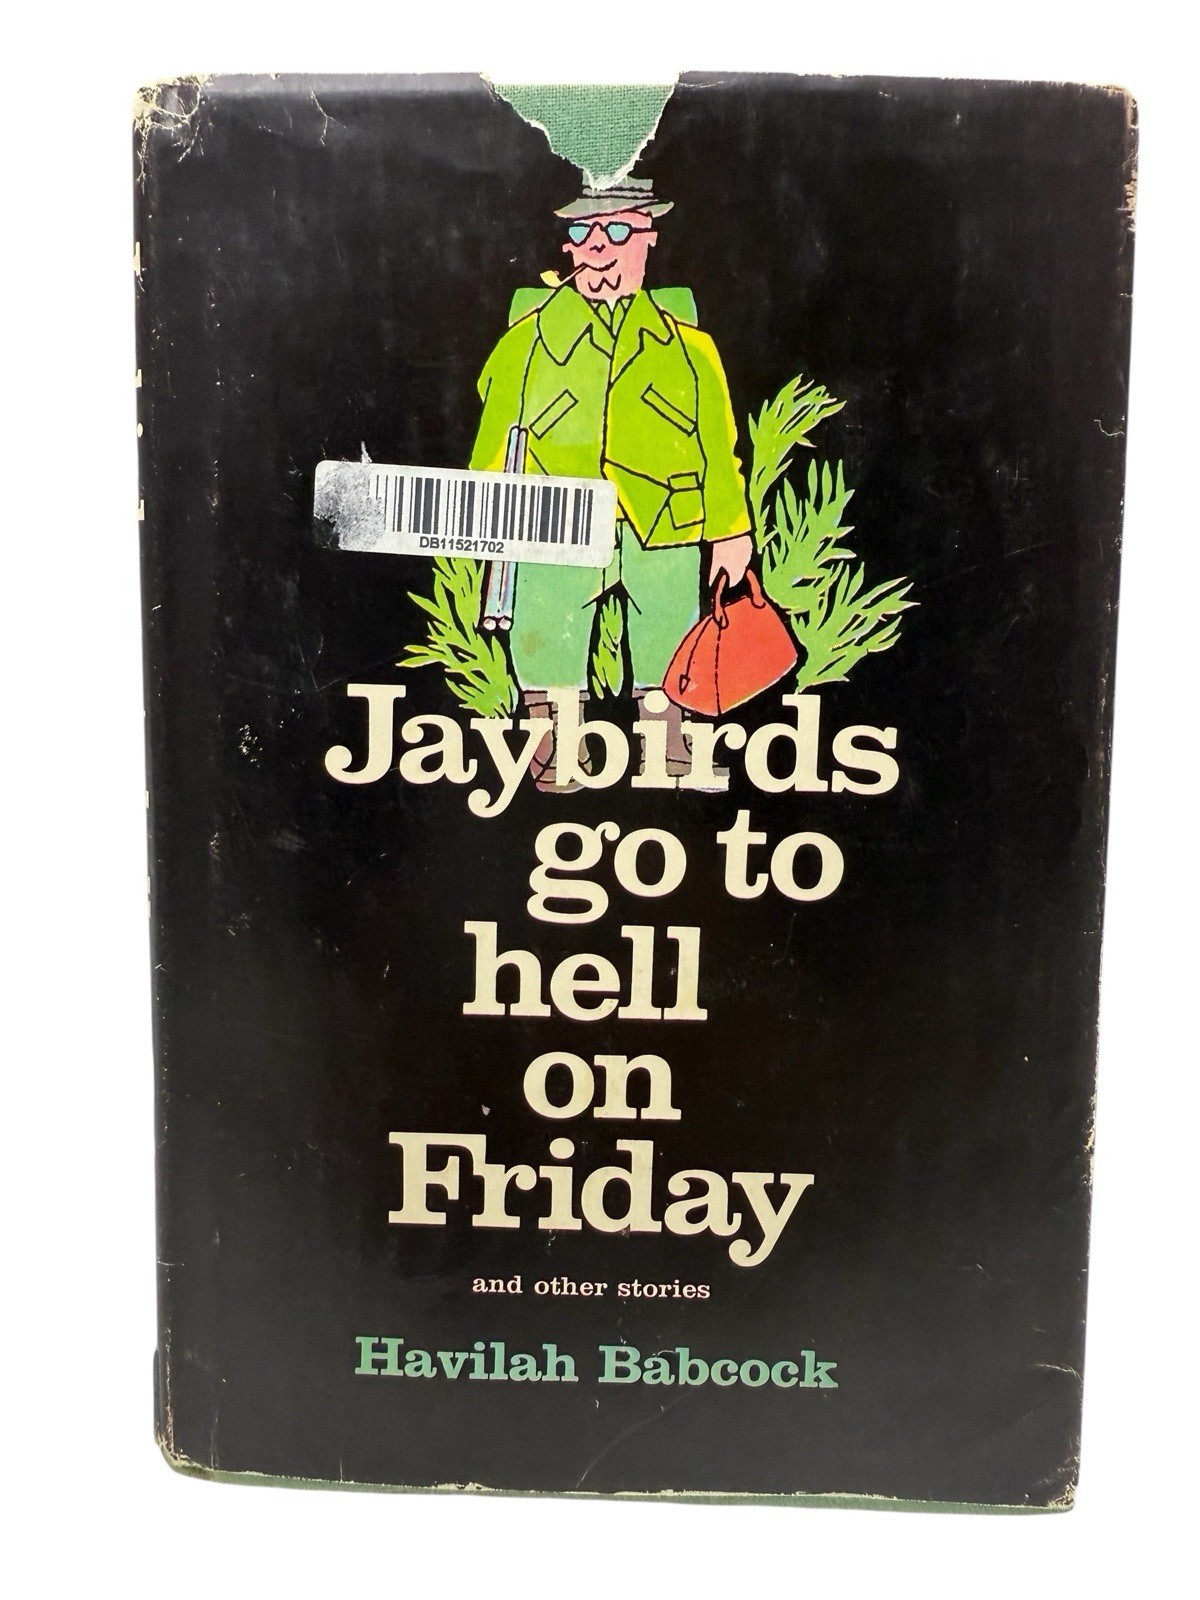 DB11521702
Jaybirds
go to
hell
on
Friday
and other stories
Havilah Babcock